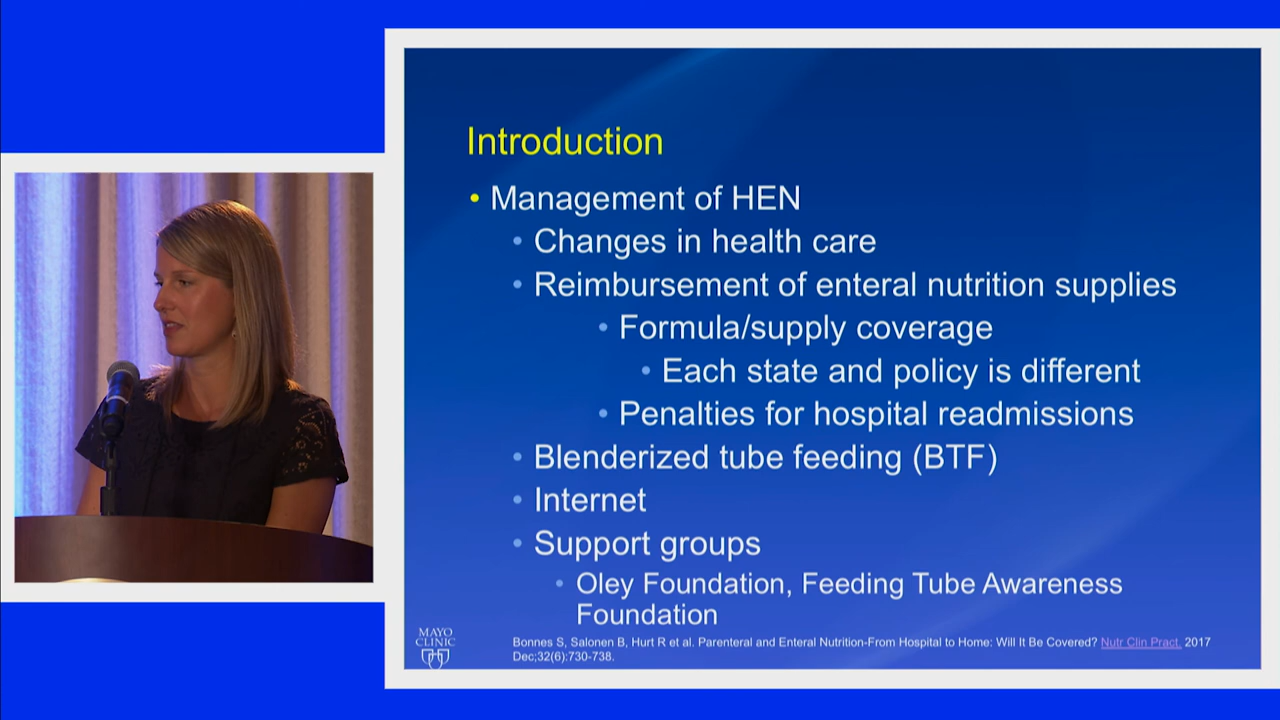 Introduction
• Management of HEN
• Changes in health care
• Reimbursement of enteral nutrition supplies
• Formula/supply coverage
• Each state and policy is different
• Penalties for hospital readmissions
• Blenderized tube feeding (BTF)
• Internet
• Support groups
• Oley Foundation, Feeding Tube Awareness
Foundation
MAYO
CLINIC
Bonnes S, Salonen B, Hurt R et al. Parenteral and Enteral Nutrition-From Hospital to Home: Will It Be Covered? Nutr Clin Pract. 2017
Dec;32(6):730-738.